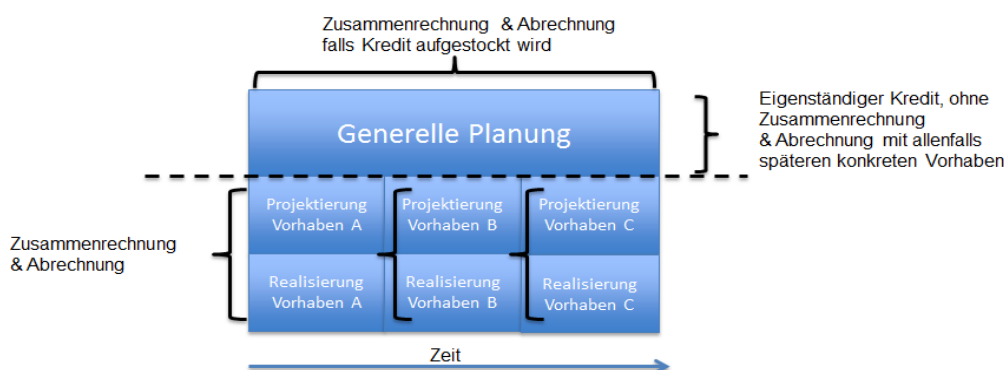 Zusammenrechnung & Abrechnung
falls Kredit aufgestockt wird
Generelle Planung
Eigenständiger Kredit, ohne
Zusammenrechnung
& Abrechnung mit allenfalls
späteren konkreten Vorhaben
Zusammenrechnung
& Abrechnung
Projektierung
Vorhaben A
Projektierung
Vorhaben B
Projektierung
Vorhaben C
Realisierung
Vorhaben A
Realisierung
Vorhaben B
Realisierung
Vorhaben C
Zeit